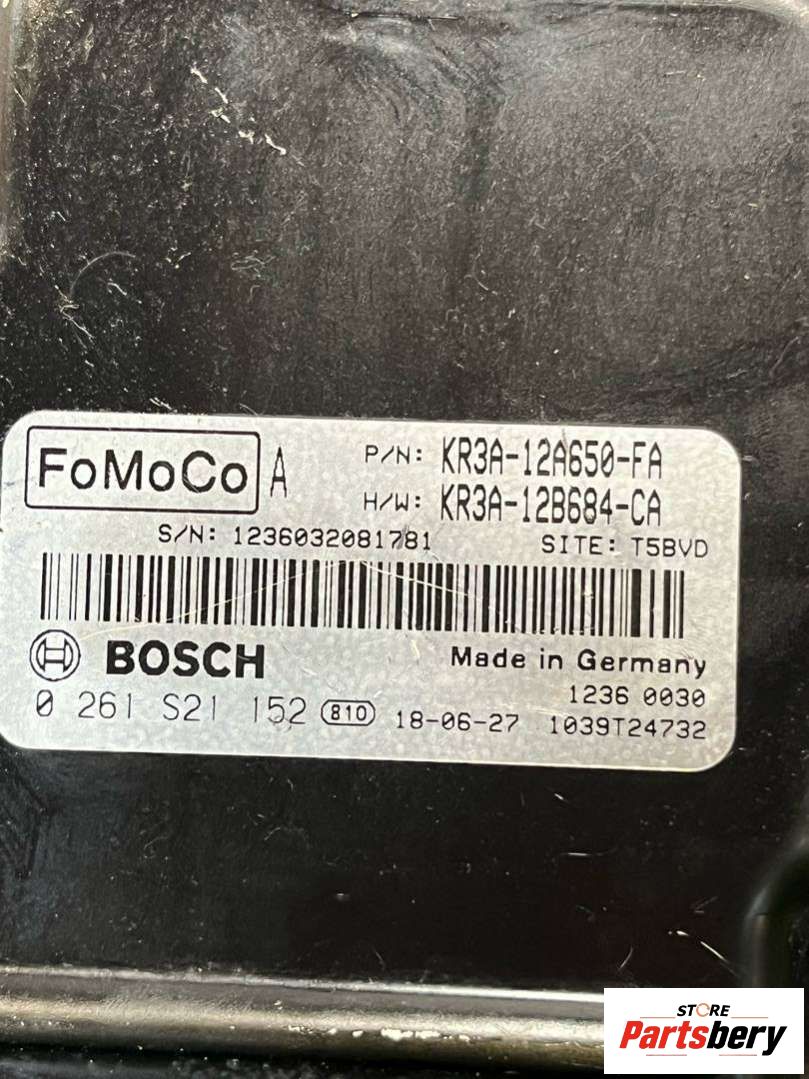 FoMoCo A P/N: KR3A-12A650-FA
H/W: KR3A-12B684-CA
S/N: 1236032081781 SITE: T5BVD
BOSCH Made in Germany
1236 0030
0 261 S21 152 810 18-06-27 1039T24732
STORE
Partsbery